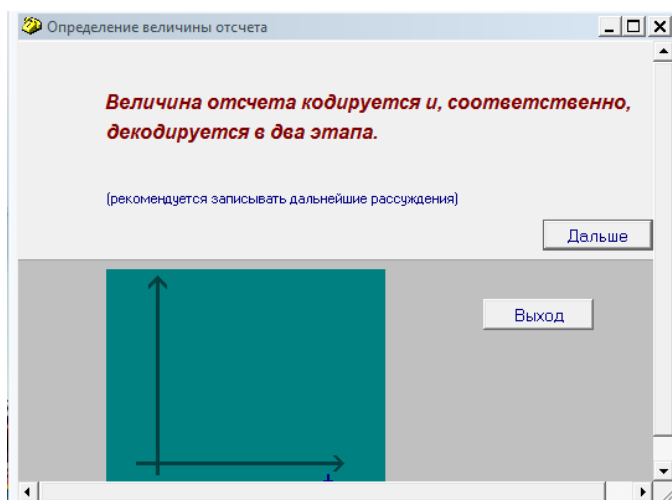 Определение величины отсчета
Величина отсчета кодируется и, соответственно,
декодируется в два этапа.
(рекомендуется записывать дальнейшие рассуждения)
Дальше
Выход